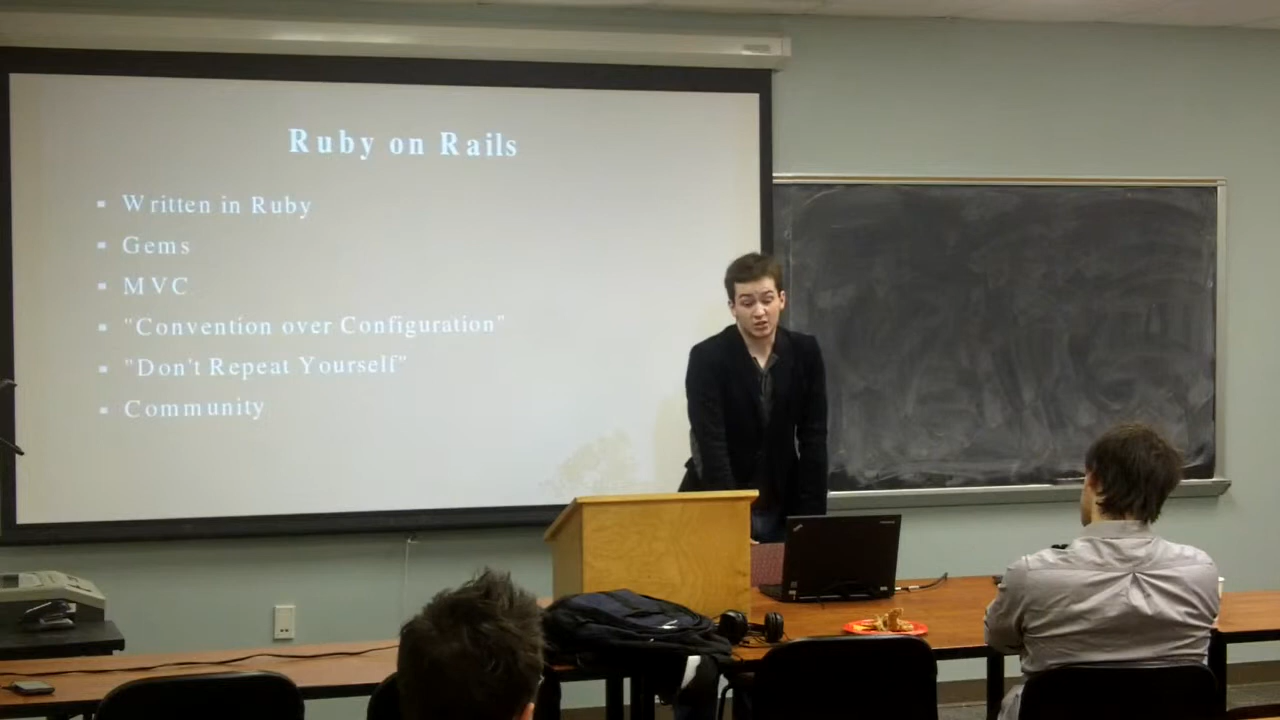 Ruby on Rails
Written in Ruby
Gems
MVC
"Convention over Configuration"
"Don't Repeat Yourself"
Community